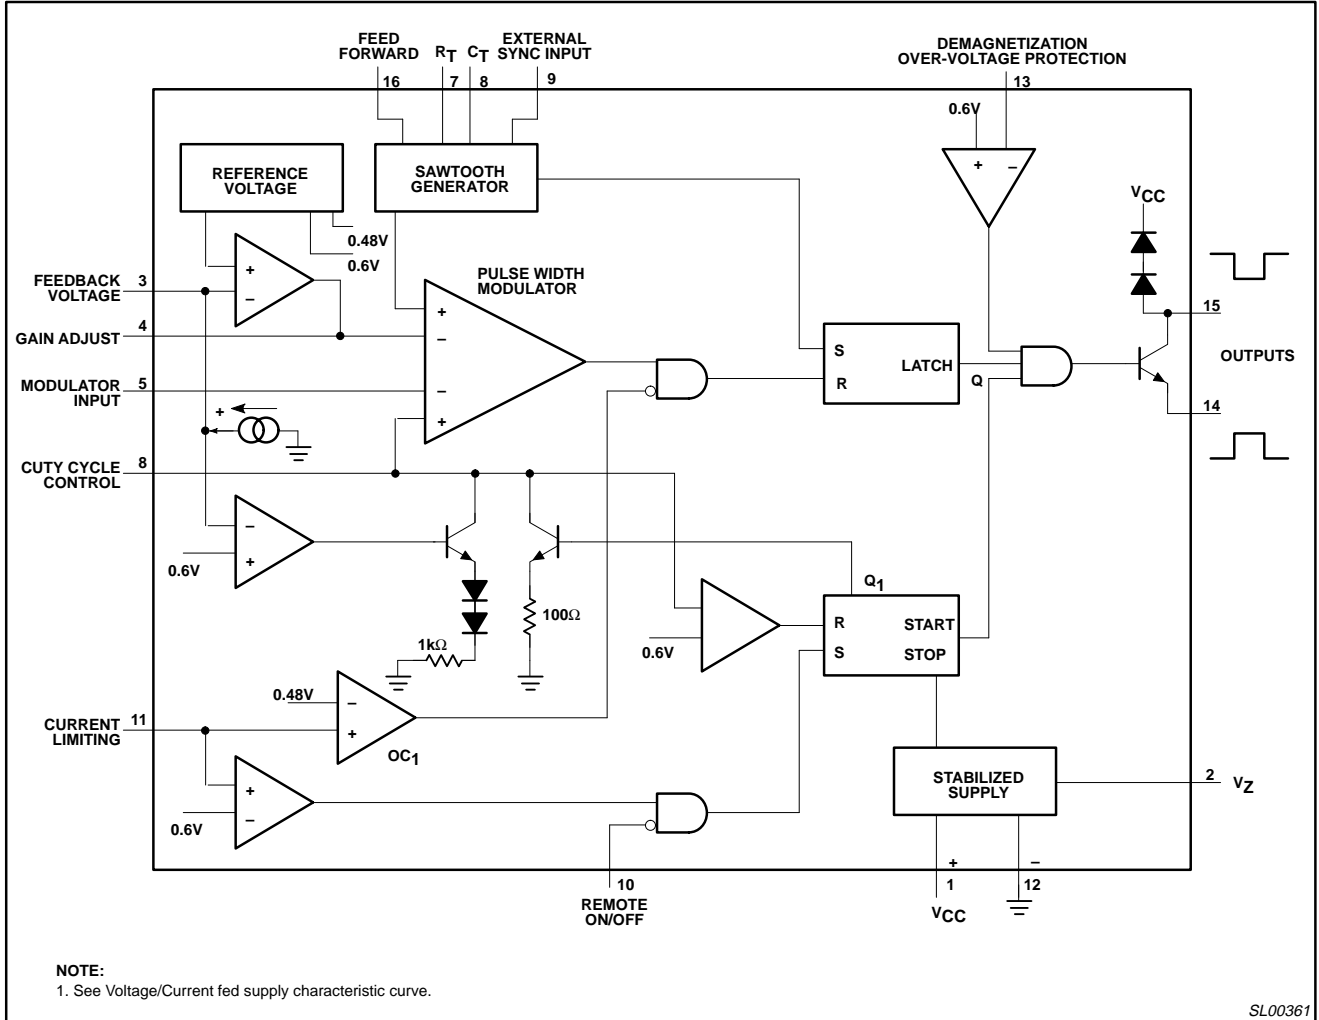 FEED
FORWARD
RT
CT
EXTERNAL
SYNC INPUT
DEMAGNETIZATION
OVER-VOLTAGE PROTECTION
16
7
8
9
13
0.6V
+ −
REFERENCE
VOLTAGE
SAWTOOTH
GENERATOR
VCC
0.48V
0.6V
+
−
FEEDBACK
VOLTAGE
3
PULSE WIDTH
MODULATOR
15
GAIN ADJUST
4
+
−
S
R
LATCH
Q
OUTPUTS
MODULATOR
INPUT
5
−
+
14
+
CUTY CYCLE
CONTROL
8
−
+
0.6V
Q1
100Ω
1kΩ
0.6V
R
S
START
STOP
0.48V
−
+
OC1
CURRENT
LIMITING
11
+
−
0.6V
STABILIZED
SUPPLY
2
VZ
10
REMOTE
ON/OFF
+
−
1
12
VCC
NOTE:
1. See Voltage/Current fed supply characteristic curve.
SL00361